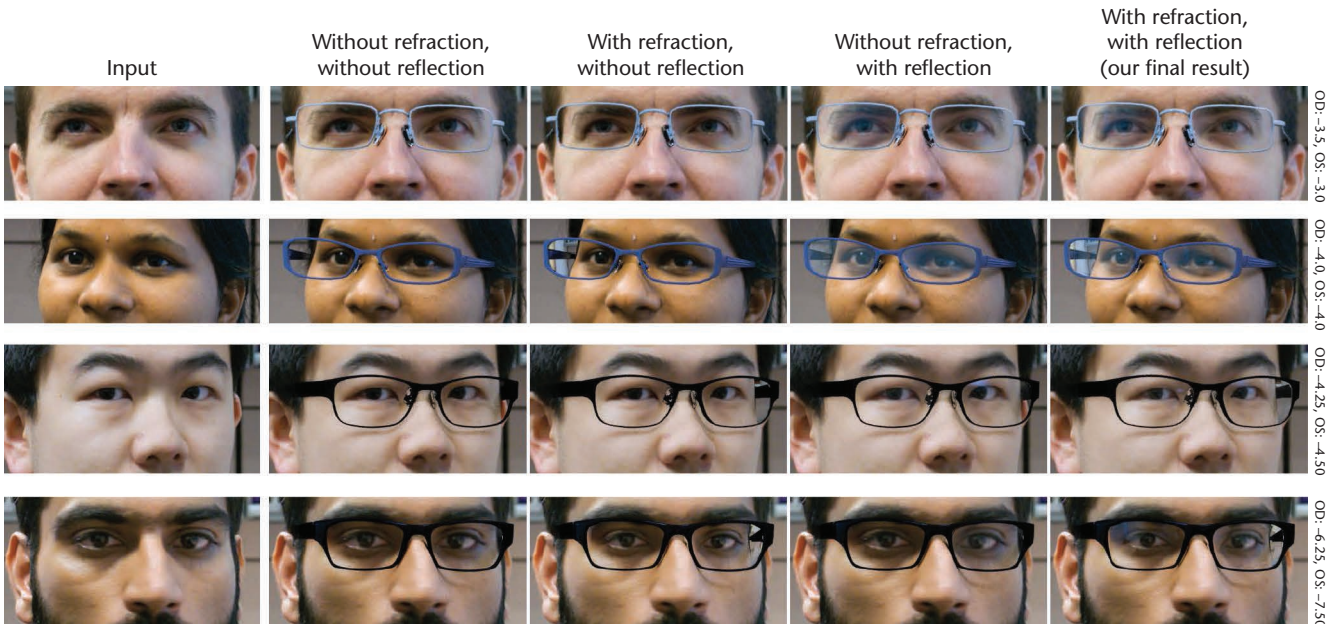 Input
Without refraction,
without reflection
With refraction,
without reflection
Without refraction,
with reflection
With refraction,
with reflection
(our final result)
OD: –3.5, OS: –3.0
OD: –4.0, OS: –4.0
OD: –4.25, OS: –4.50
OD: –6.25, OS: –7.50